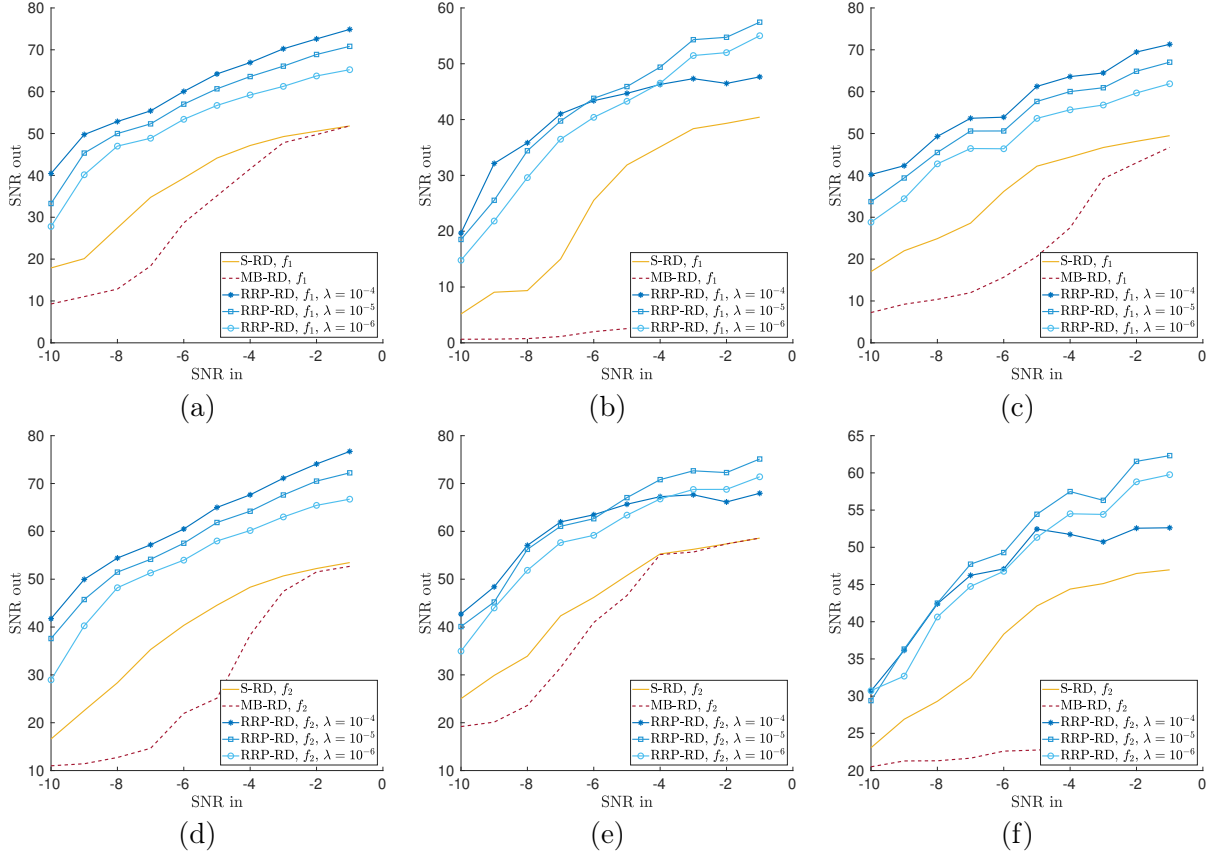 80
70
60
50
40
30
20
10
0
SNR out
S-RD, f₁
MB-RD, f₁
RRP-RD, f₁, λ = 10⁻⁴
RRP-RD, f₁, λ = 10⁻⁵
RRP-RD, f₁, λ = 10⁻⁶
-10 -8 -6 -4 -2 0
SNR in
(a)
60
50
40
30
20
10
0
SNR out
S-RD, f₁
MB-RD, f₁
RRP-RD, f₁, λ = 10⁻⁴
RRP-RD, f₁, λ = 10⁻⁵
RRP-RD, f₁, λ = 10⁻⁶
-10 -8 -6 -4 -2 0
SNR in
(b)
80
70
60
50
40
30
20
10
0
SNR out
S-RD, f₁
MB-RD, f₁
RRP-RD, f₁, λ = 10⁻⁴
RRP-RD, f₁, λ = 10⁻⁵
RRP-RD, f₁, λ = 10⁻⁶
-10 -8 -6 -4 -2 0
SNR in
(c)
80
70
60
50
40
30
20
10
SNR out
S-RD, f₂
MB-RD, f₂
RRP-RD, f₂, λ = 10⁻⁴
RRP-RD, f₂, λ = 10⁻⁵
RRP-RD, f₂, λ = 10⁻⁶
-10 -8 -6 -4 -2 0
SNR in
(d)
80
70
60
50
40
30
20
10
SNR out
S-RD, f₂
MB-RD, f₂
RRP-RD, f₂, λ = 10⁻⁴
RRP-RD, f₂, λ = 10⁻⁵
RRP-RD, f₂, λ = 10⁻⁶
-10 -8 -6 -4 -2 0
SNR in
(e)
65
60
55
50
45
40
35
30
25
20
SNR out
S-RD, f₂
MB-RD, f₂
RRP-RD, f₂, λ = 10⁻⁴
RRP-RD, f₂, λ = 10⁻⁵
RRP-RD, f₂, λ = 10⁻⁶
-10 -8 -6 -4 -2 0
SNR in
(f)